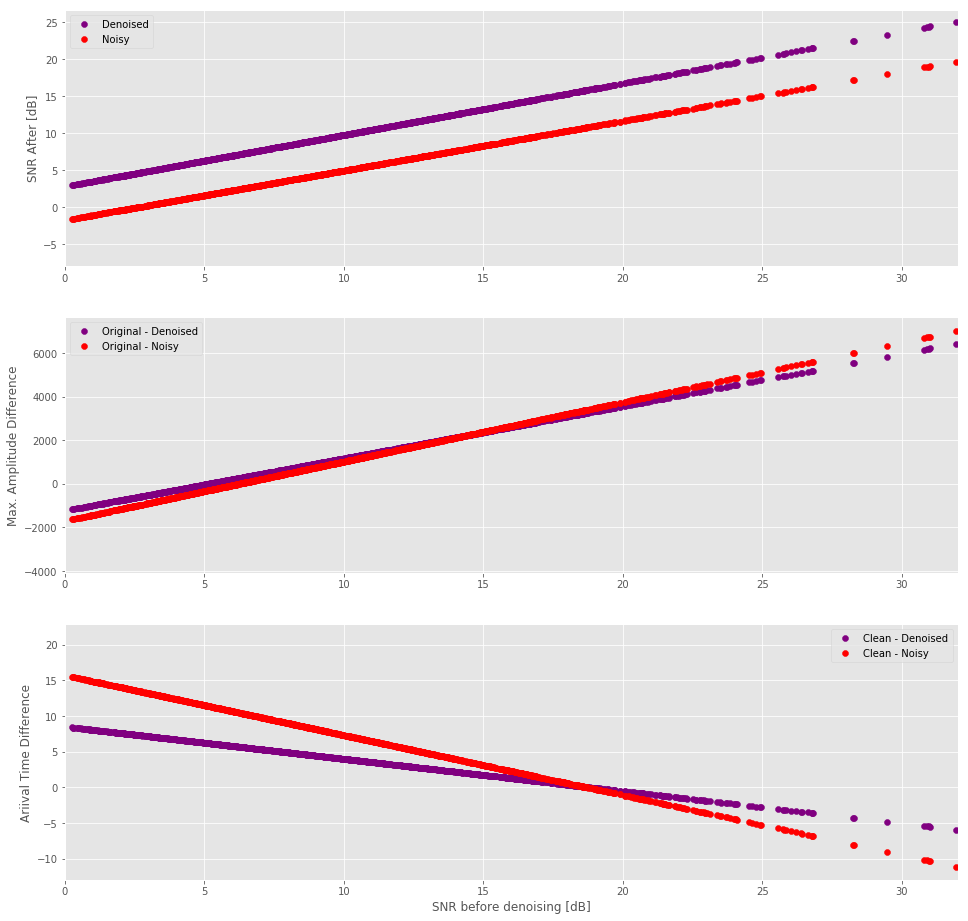 Denoised
Noisy
25
20
15
10
5
0
−5
SNR After [dB]
0 5 10 15 20 25 30
Original - Denoised
Original - Noisy
6000
4000
2000
0
−2000
−4000
Max. Amplitude Difference
0 5 10 15 20 25 30
Clean - Denoised
Clean - Noisy
20
15
10
5
0
−5
−10
Ariival Time Difference
0 5 10 15 20 25 30
SNR before denoising [dB]